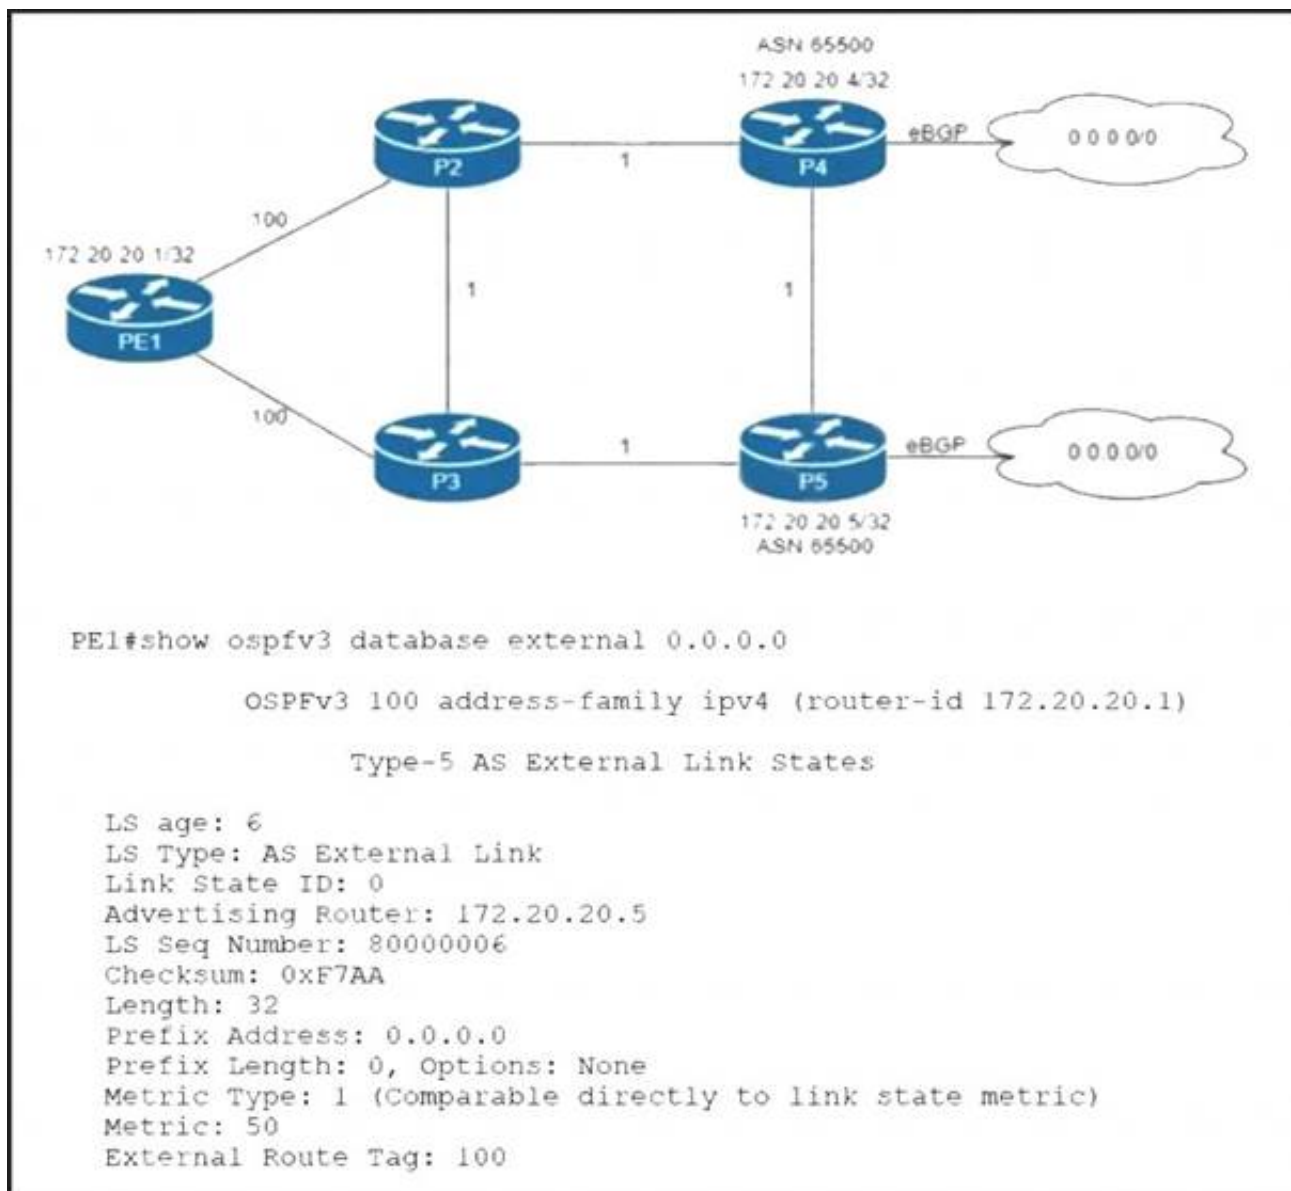 ASN 65500
172 20 20 4/32
eBGP
0 0 0 0/0
P2
1
P4
100
172 20 20 1/32
1
1
PE1
100
1
eBGP
0 0 0 0/0
P3
P5
172 20 20 5/32
ASN 65500
PE1#show ospfv3 database external 0.0.0.0
OSPFv3 100 address-family ipv4 (router-id 172.20.20.1)
Type-5 AS External Link States
LS age: 6
LS Type: AS External Link
Link State ID: 0
Advertising Router: 172.20.20.5
LS Seq Number: 80000006
Checksum: 0xF7AA
Length: 32
Prefix Address: 0.0.0.0
Prefix Length: 0, Options: None
Metric Type: 1 (Comparable directly to link state metric)
Metric: 50
External Route Tag: 100